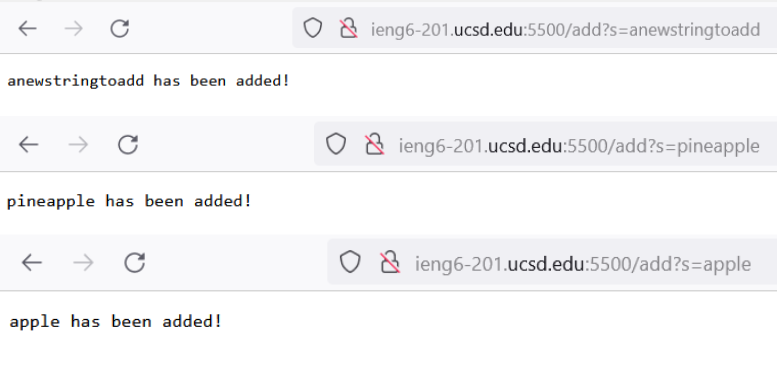 ieng6-201.ucsd.edu:5500/add?s=anewstringtoadd
anewstringtoadd has been added!
ieng6-201.ucsd.edu:5500/add?s=pineapple
pineapple has been added!
ieng6-201.ucsd.edu:5500/add?s=apple
apple has been added!